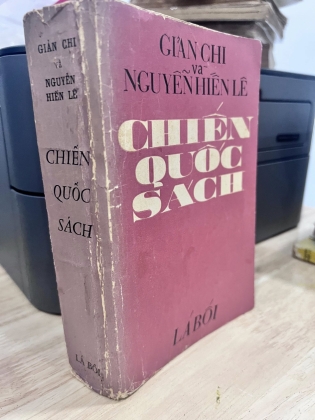 GIẢN CHI
và
NGUYỄN HIẾN LÊ
CHIẾN
QUỐC
SÁCH
LÁ BỐI
GIẢN CHI
VÀ
NGUYỄN
HIẾN LÊ
CHIẾN
QUỐC
SÁCH
LÁ BỐI